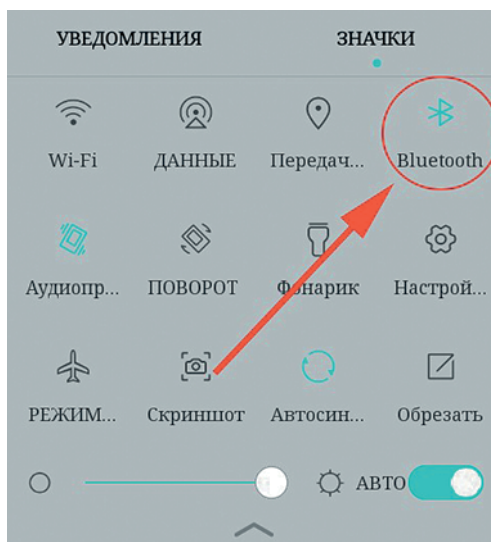 УВЕДОМЛЕНИЯ ЗНАЧКИ
Wi-Fi ДАННЫЕ Передач... Bluetooth
Аудиопр... ПОВОРОТ Фонарик Настрой...
РЕЖИМ... Скриншот Автосин... Обрезать
АВТО